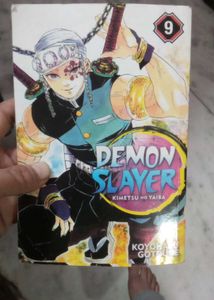 9
DEMON
SLAYER
KIMETSU NO YAIBA